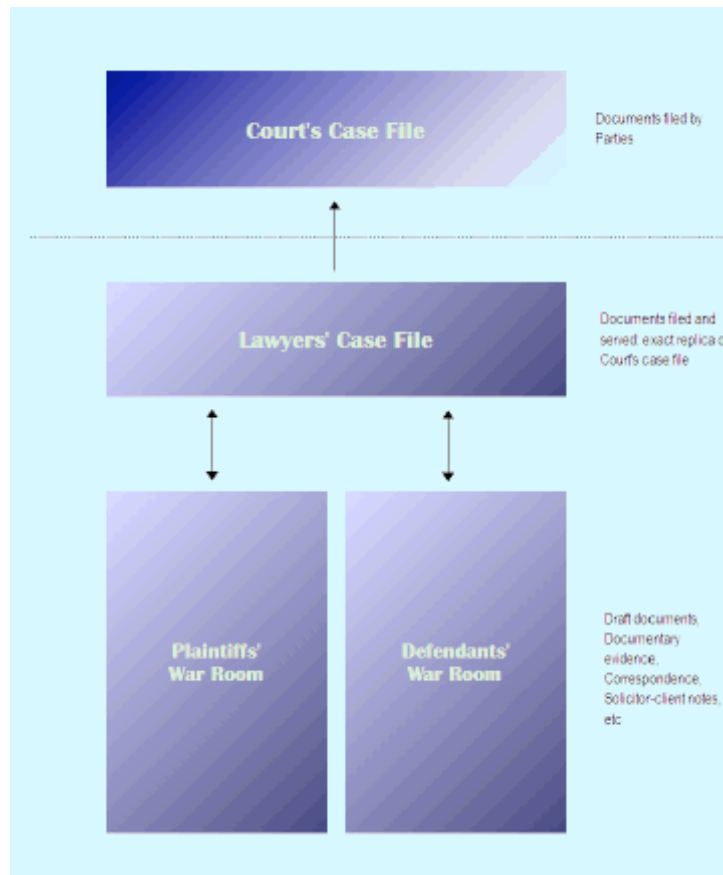 Court's Case File
Documents filed by
Parties
Lawyers' Case File
Documents filed and
served: exact replica o
Court's case file
Plaintiffs'
War Room
Defendants'
War Room
Draft documents,
Documentary
evidence,
Correspondence,
Solicitor-client notes,
etc